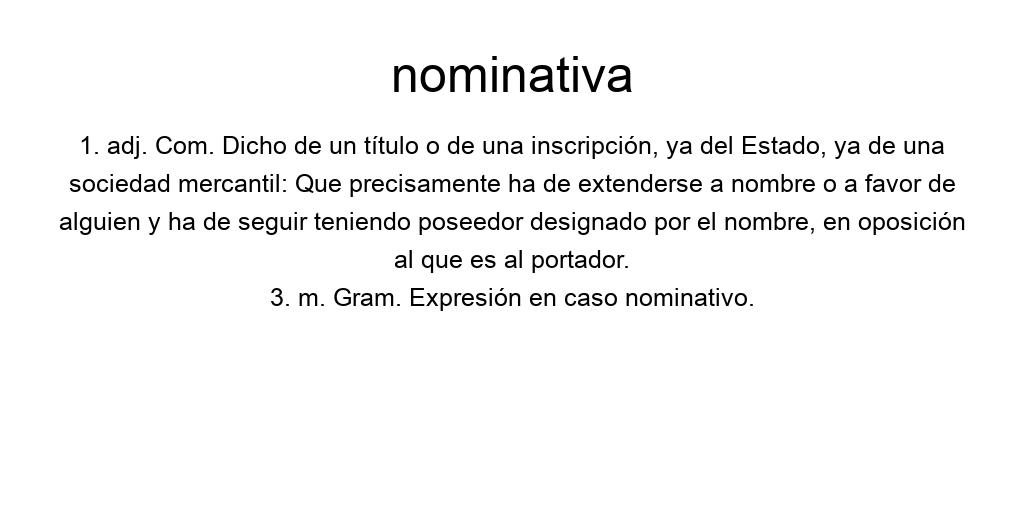 nominativa
1. adj. Com. Dicho de un título o de una inscripción, ya del Estado, ya de una
sociedad mercantil: Que precisamente ha de extenderse a nombre o a favor de
alguien y ha de seguir teniendo poseedor designado por el nombre, en oposición
al que es al portador.
3. m. Gram. Expresión en caso nominativo.